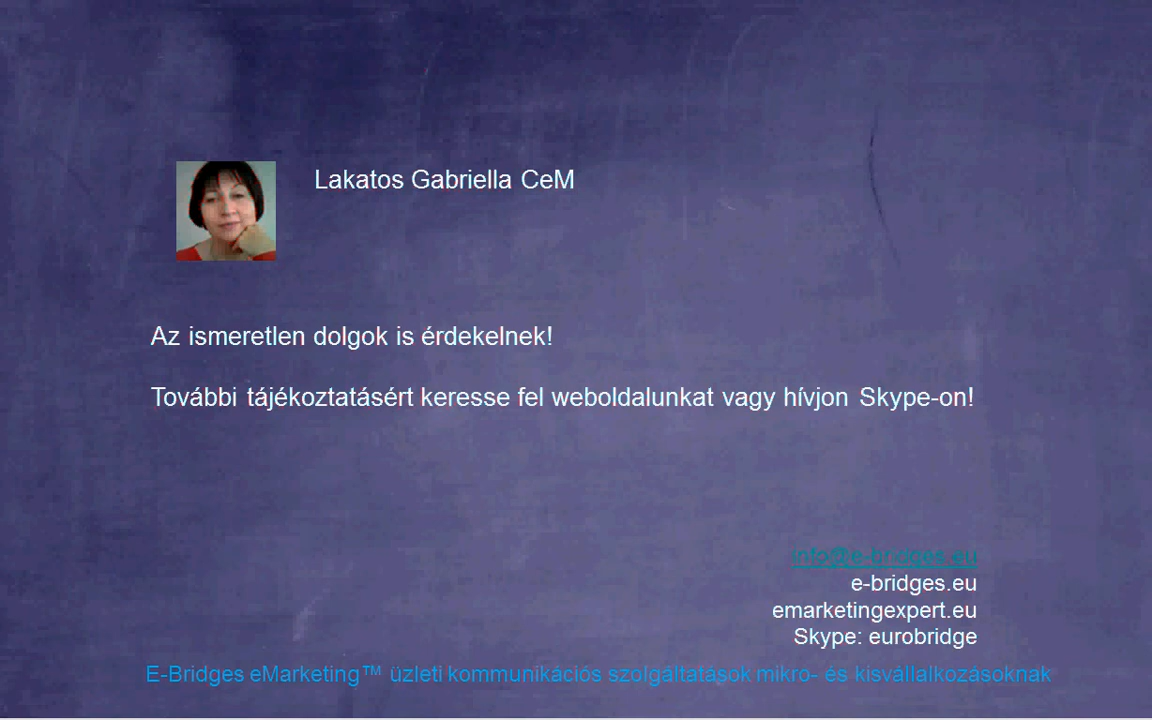 Lakatos Gabriella CeM
Az ismeretlen dolgok is érdekelnek!
További tájékoztatásért keresse fel weboldalunkat vagy hívjon Skype-on!
info@e-bridges.eu
e-bridges.eu
emarketingexpert.eu
Skype: eurobridge
E-Bridges eMarketing™ üzleti kommunikációs szolgáltatások mikro- és kisvállalkozásoknak